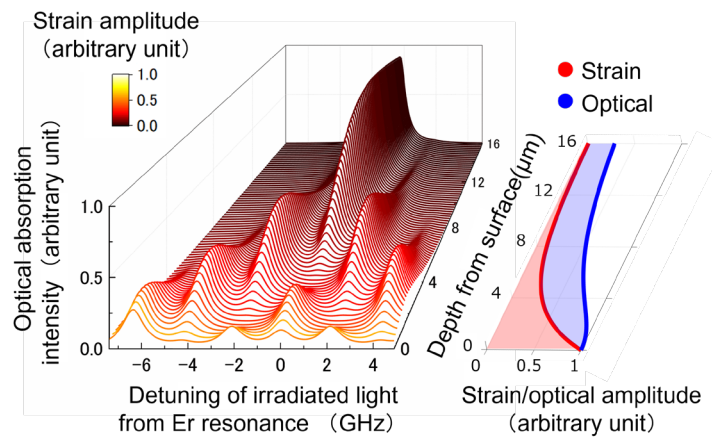 Strain amplitude
（arbitrary unit）
1.0
0.5
0.0
Optical absorption
intensity（arbitrary unit）
1.0
0.5
0.0
−6
−4
−2
0
2
4
Detuning of irradiated light
from Er resonance （GHz）
0
4
8
12
16
Depth from surface(μm)
Strain
Optical
16
12
8
4
0
0
0.5
1
Strain/optical amplitude
（arbitrary unit）